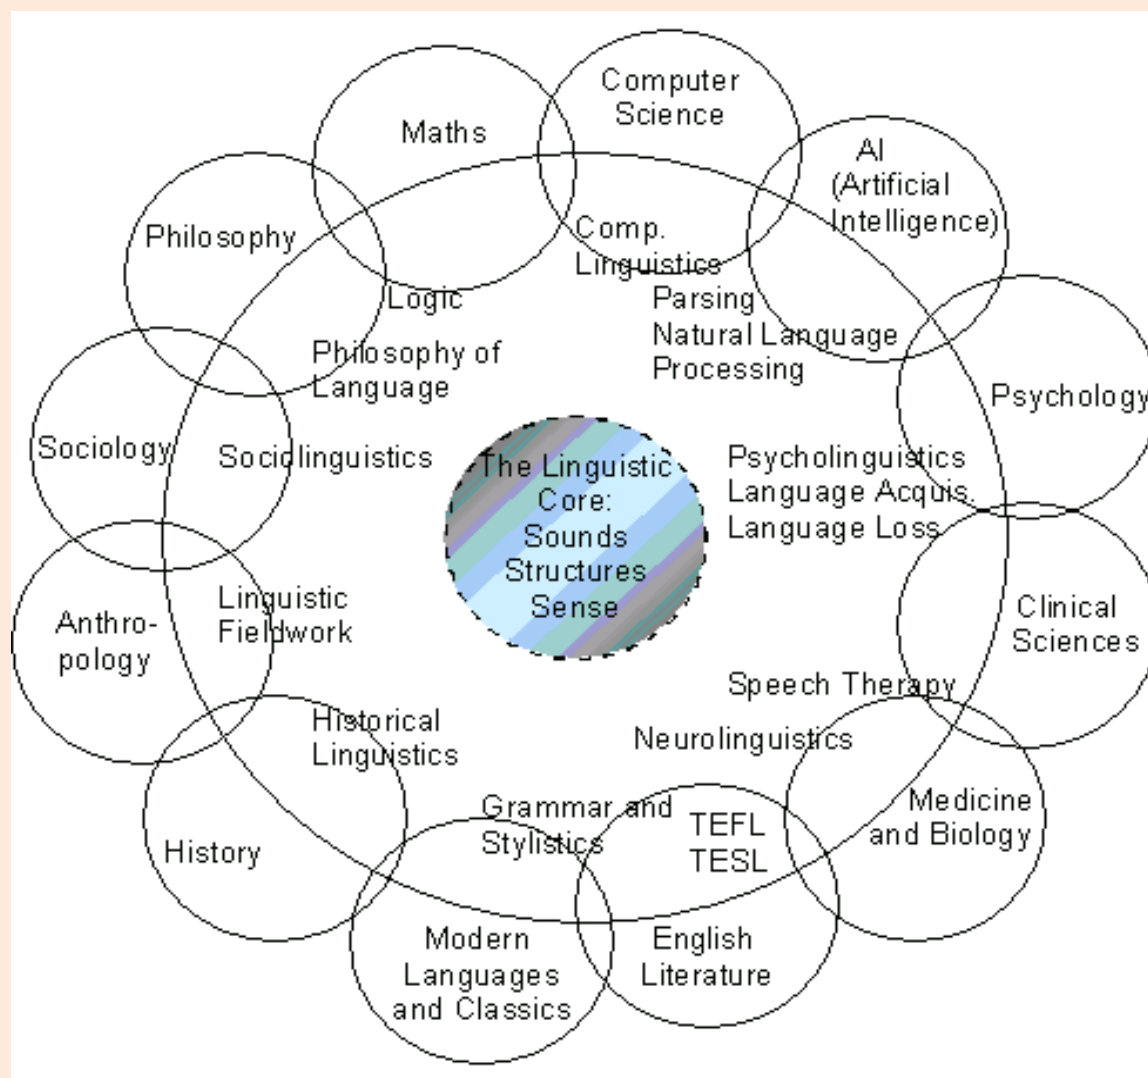 Computer
Science
Maths
AI
(Artificial
Intelligence)
Philosophy
Comp.
Linguistics
Logic
Parsing
Natural Language
Processing
Philosophy of
Language
Psychology
Sociology
Sociolinguistics
The Linguistic
Core:
Sounds
Structures
Sense
Psycholinguistics
Language Acquis.
Language Loss
Anthro-
pology
Linguistic
Fieldwork
Clinical
Sciences
Speech Therapy
Historical
Linguistics
Neurolinguistics
Medicine
and Biology
Grammar and
Stylistics
TEFL
TESL
History
Modern
Languages
and Classics
English
Literature